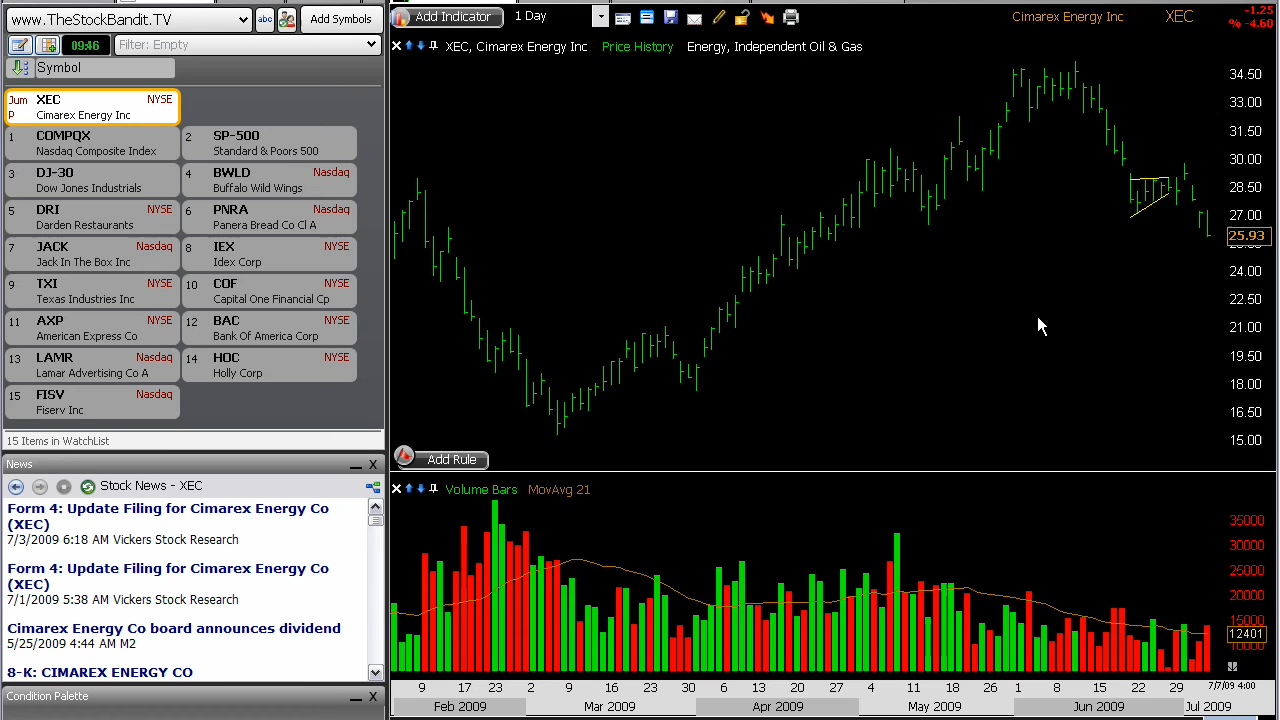 www.TheStockBandit.TV
abc
Add Symbols
09:46
Filter: Empty
Symbol
Jum
p
XEC NYSE
Cimarex Energy Inc
1 COMPQX
Nasdaq Composite Index
2 SP-500
Standard & Poors 500
3 DJ-30
Dow Jones Industrials
4 BWLD Nasdaq
Buffalo Wild Wings
5 DRI NYSE
Darden Restaurants
6 PNRA Nasdaq
Panera Bread Co Cl A
7 JACK Nasdaq
Jack In The Box Inc
8 IEX NYSE
Idex Corp
9 TXI NYSE
Texas Industries Inc
10 COF NYSE
Capital One Financial Cp
11 AXP NYSE
American Express Co
12 BAC NYSE
Bank Of America Corp
13 LAMR Nasdaq
Lamar Advertising Co A
14 HOC NYSE
Holly Corp
15 FISV Nasdaq
Fiserv Inc
15 Items in WatchList
News
Stock News - XEC
Form 4: Update Filing for Cimarex Energy Co
(XEC)
7/3/2009 6:18 AM Vickers Stock Research
Form 4: Update Filing for Cimarex Energy Co
(XEC)
7/1/2009 5:38 AM Vickers Stock Research
Cimarex Energy Co board announces dividend
5/25/2009 4:44 AM M2
8-K: CIMAREX ENERGY CO
Condition Palette
Add Indicator
1 Day
Cimarex Energy Inc XEC
-1.25
% -4.60
XEC, Cimarex Energy Inc Price History Energy, Independent Oil & Gas
34.50
33.00
31.50
30.00
28.50
27.00
25.93
24.00
22.50
21.00
19.50
18.00
16.50
15.00
Add Rule
Volume Bars MovAvg 21
35000
30000
25000
20000
15000
12401
10000
9 17 23 2 9 16 23 30 6 13 20 27 4 11 18 26 1 8 15 22 29 7/7/09 4:00
Feb 2009 Mar 2009 Apr 2009 May 2009 Jun 2009 Jul 2009